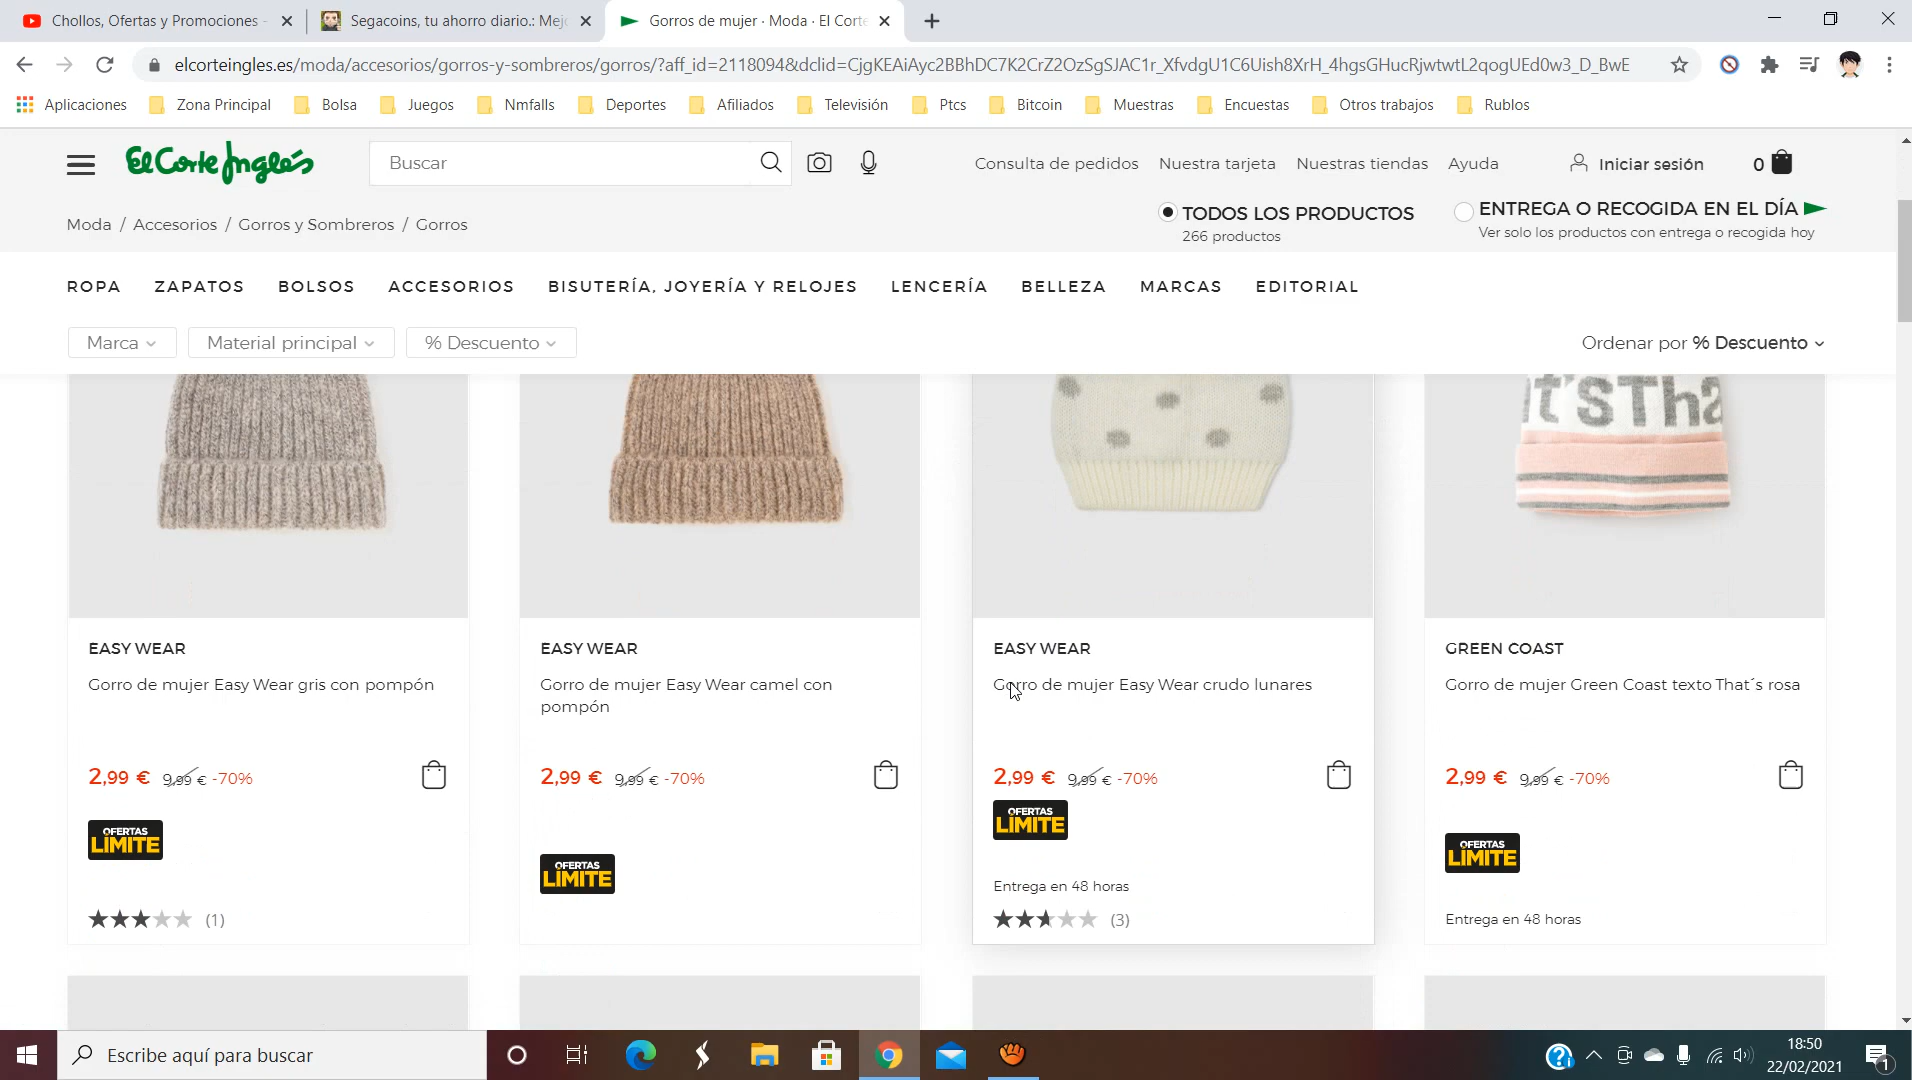 Chollos, Ofertas y Promociones -
Segacoins, tu ahorro diario.: Mejo
Gorros de mujer · Moda · El Corte
elcorteingles.es/moda/accesorios/gorros-y-sombreros/gorros/?aff_id=2118094&dclid=CjgKEAiAyc2BBhDC7K2CrZ2OzSgSJAC1r_XfvdgU1C6Uish8XrH_4hgsGHucRjwtwtL2qogUEd0w3_D_BwE
Aplicaciones
Zona Principal
Bolsa
Juegos
Nmfalls
Deportes
Afiliados
Televisión
Ptcs
Bitcoin
Muestras
Encuestas
Otros trabajos
Rublos
El Corte Inglés
Buscar
Consulta de pedidos
Nuestra tarjeta
Nuestras tiendas
Ayuda
Iniciar sesión
0
Moda / Accesorios / Gorros y Sombreros / Gorros
TODOS LOS PRODUCTOS
266 productos
ENTREGA O RECOGIDA EN EL DÍA
Ver solo los productos con entrega o recogida hoy
ROPA
ZAPATOS
BOLSOS
ACCESORIOS
BISUTERÍA, JOYERÍA Y RELOJES
LENCERÍA
BELLEZA
MARCAS
EDITORIAL
Marca
Material principal
% Descuento
Ordenar por % Descuento
t'sTha
EASY WEAR
Gorro de mujer Easy Wear gris con pompón
2,99 € 9,99 € -70%
OFERTAS
LÍMITE
(1)
EASY WEAR
Gorro de mujer Easy Wear camel con
pompón
2,99 € 9,99 € -70%
OFERTAS
LÍMITE
EASY WEAR
Gorro de mujer Easy Wear crudo lunares
2,99 € 9,99 € -70%
OFERTAS
LÍMITE
Entrega en 48 horas
(3)
GREEN COAST
Gorro de mujer Green Coast texto That´s rosa
2,99 € 9,99 € -70%
OFERTAS
LÍMITE
Entrega en 48 horas
Escribe aquí para buscar
18:50
22/02/2021
1